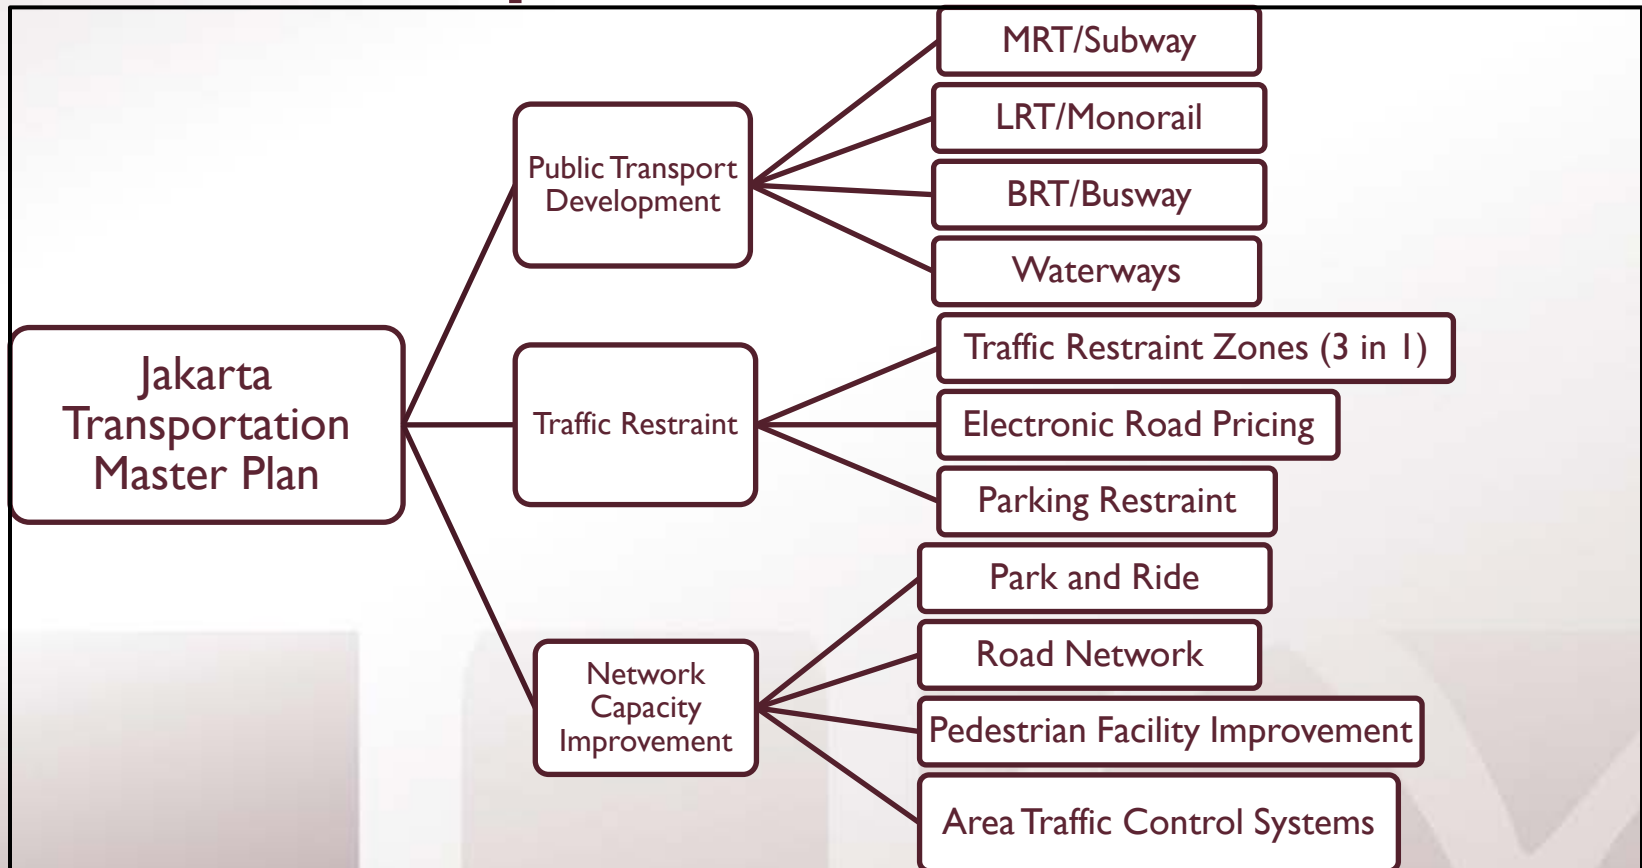 MRT/Subway
LRT/Monorail
Public Transport
Development
BRT/Busway
Waterways
Jakarta
Transportation
Master Plan
Traffic Restraint
Traffic Restraint Zones (3 in 1)
Electronic Road Pricing
Parking Restraint
Network
Capacity
Improvement
Park and Ride
Road Network
Pedestrian Facility Improvement
Area Traffic Control Systems